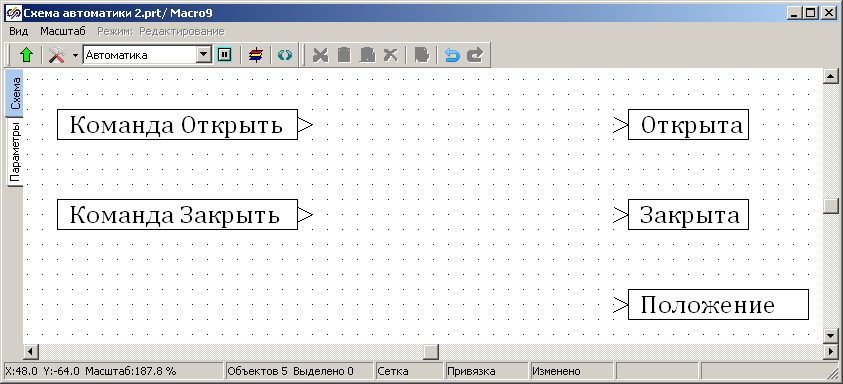 Схема автоматики 2.prt/ Macro9
Вид Масштаб Режим: Редактирование
Автоматика
Схема
Параметры
Команда Открыть
Открыта
Команда Закрыть
Закрыта
Положение
X:48.0 Y:-64.0 Масштаб:187.8 % Объектов 5 Выделено 0 Сетка Привязка Изменено